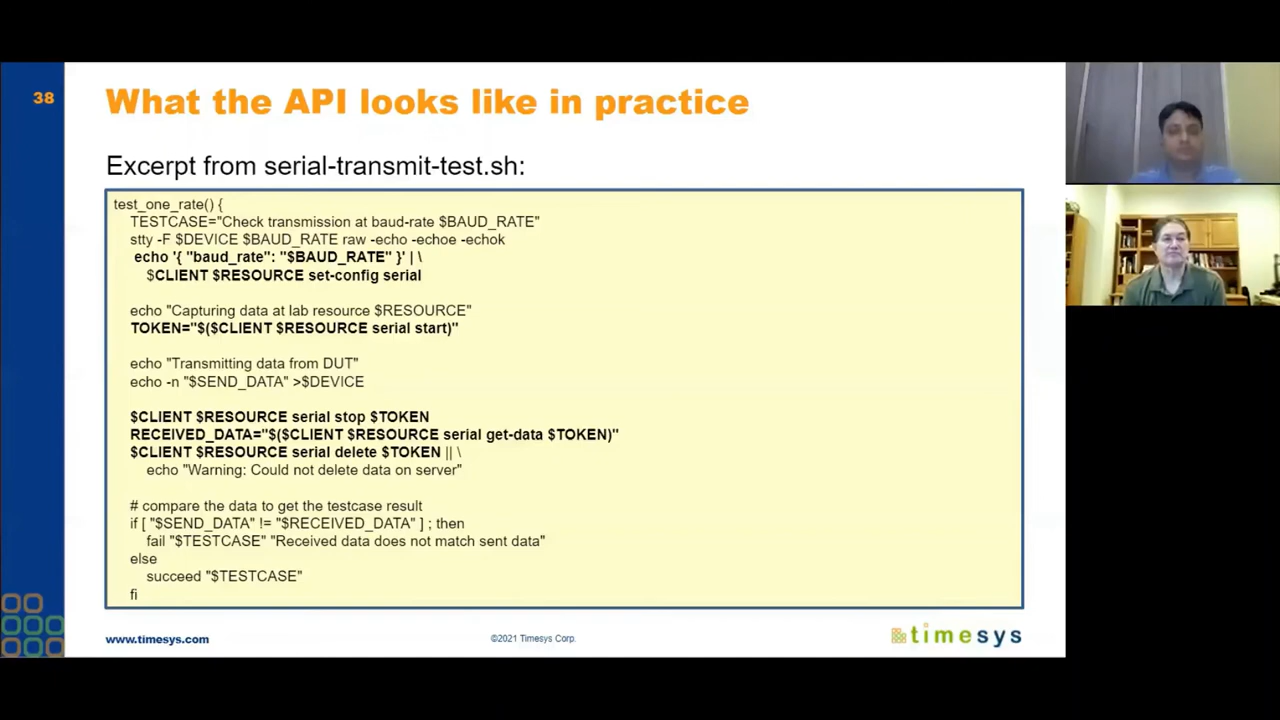 38
What the API looks like in practice
Excerpt from serial-transmit-test.sh:
test_one_rate() {
TESTCASE="Check transmission at baud-rate $BAUD_RATE"
stty -F $DEVICE $BAUD_RATE raw -echo -echoe -echok
echo '{ "baud_rate": "$BAUD_RATE" }' | \
$CLIENT $RESOURCE set-config serial
echo "Capturing data at lab resource $RESOURCE"
TOKEN="$($CLIENT $RESOURCE serial start)"
echo "Transmitting data from DUT"
echo -n "$SEND_DATA" >$DEVICE
$CLIENT $RESOURCE serial stop $TOKEN
RECEIVED_DATA="$($CLIENT $RESOURCE serial get-data $TOKEN)"
$CLIENT $RESOURCE serial delete $TOKEN || \
echo "Warning: Could not delete data on server"
# compare the data to get the testcase result
if [ "$SEND_DATA" != "$RECEIVED_DATA" ] ; then
fail "$TESTCASE" "Received data does not match sent data"
else
succeed "$TESTCASE"
fi
www.timesys.com
©2021 Timesys Corp.
timesys